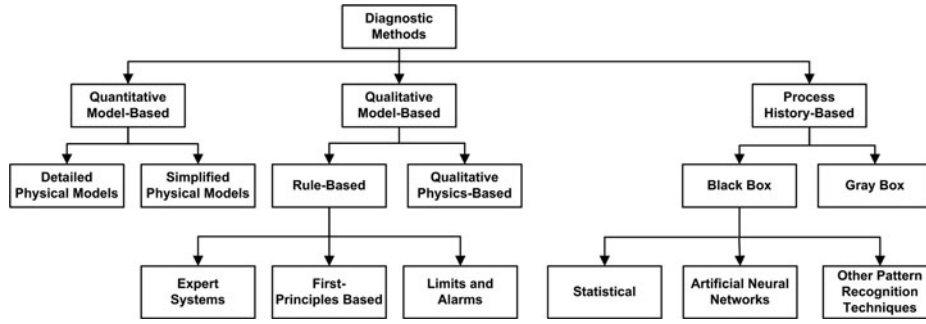 Diagnostic
Methods
Quantitative
Model-Based
Qualitative
Model-Based
Process
History-Based
Detailed
Physical Models
Simplified
Physical Models
Rule-Based
Qualitative
Physics-Based
Black Box
Gray Box
Expert
Systems
First-
Principles Based
Limits and
Alarms
Statistical
Artificial Neural
Networks
Other Pattern
Recognition
Techniques